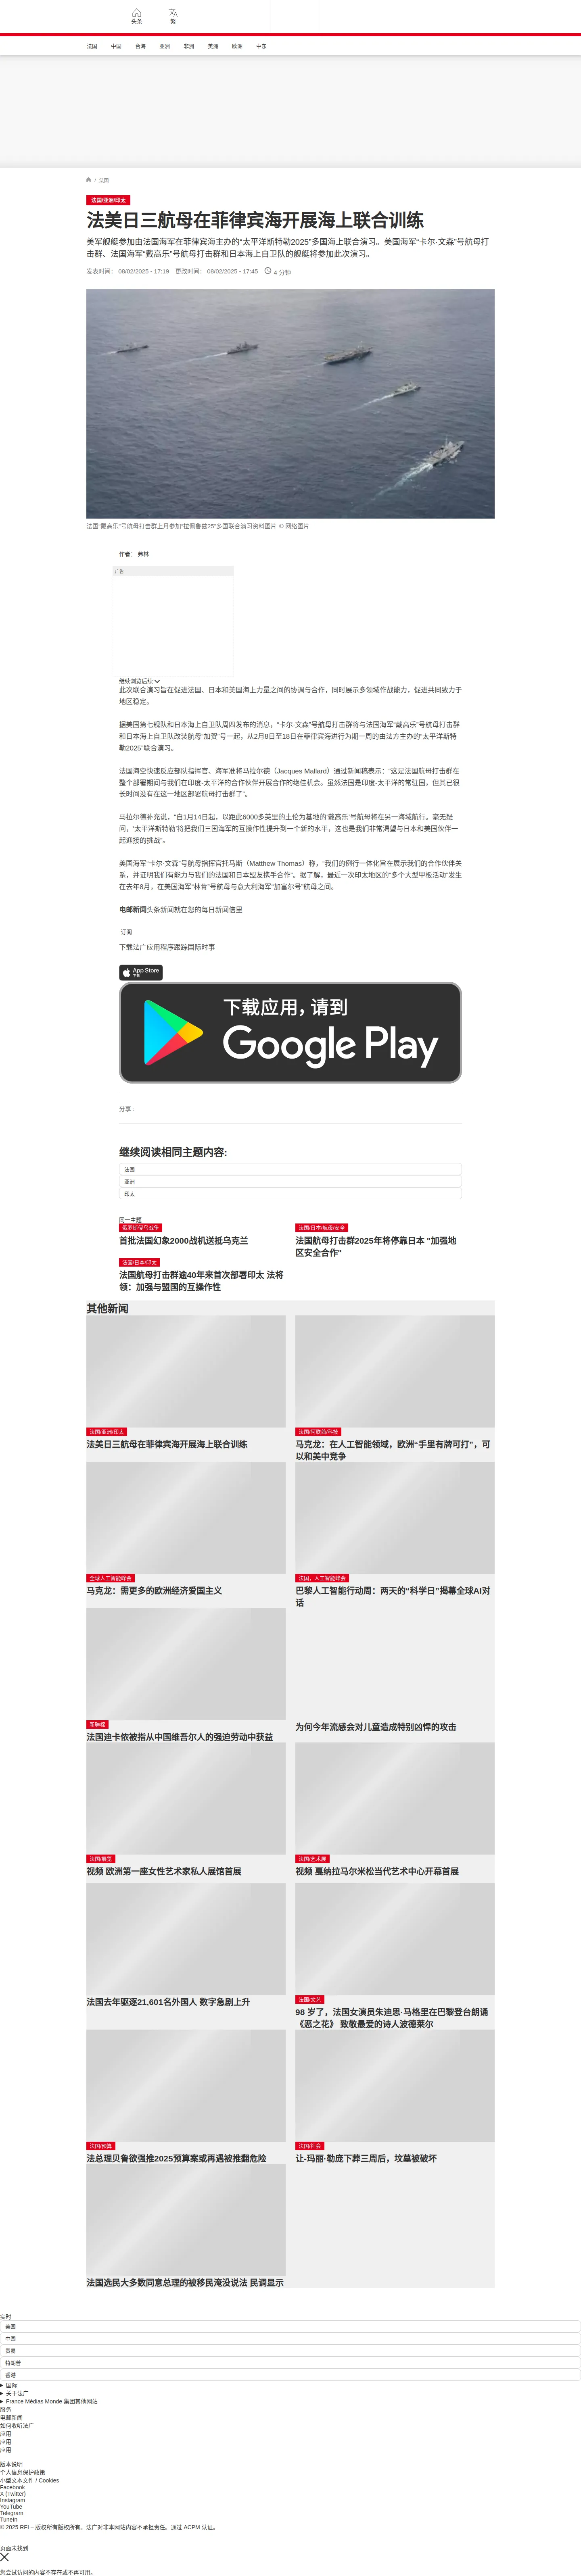 头条
繁
法国 中国 台海 亚洲 非洲 美洲 欧洲 中东
/ 法国
法国/亚洲/印太
法美日三航母在菲律宾海开展海上联合训练
美军舰艇参加由法国海军在菲律宾海主办的“太平洋斯特勒2025”多国海上联合演习。美国海军“卡尔·文森”号航母打
击群、法国海军“戴高乐”号航母打击群和日本海上自卫队的舰艇将参加此次演习。
发表时间： 08/02/2025 - 17:19 更改时间： 08/02/2025 - 17:45 4 分钟
法国“戴高乐”号航母打击群上月参加“拉佩鲁兹25”多国联合演习资料图片 © 网络图片
作者： 弗林
广告
继续浏览后续
此次联合演习旨在促进法国、日本和美国海上力量之间的协调与合作，同时展示多领域作战能力，促进共同致力于
地区稳定。
据美国第七舰队和日本海上自卫队周四发布的消息，“卡尔·文森”号航母打击群将与法国海军“戴高乐”号航母打击群
和日本海上自卫队改装航母“加贺”号一起，从2月8日至18日在菲律宾海进行为期一周的由法方主办的“太平洋斯特
勒2025”联合演习。
法国海空快速反应部队指挥官、海军准将马拉尔德（Jacques Mallard）通过新闻稿表示：“这是法国航母打击群在
整个部署期间与我们在印度-太平洋的合作伙伴开展合作的绝佳机会。虽然法国是印度-太平洋的常驻国，但其已很
长时间没有在这一地区部署航母打击群了”。
马拉尔德补充说，“自1月14日起，以距此6000多英里的土伦为基地的‘戴高乐’号航母将在另一海域航行。毫无疑
问，‘太平洋斯特勒’将把我们三国海军的互操作性提升到一个新的水平，这也是我们非常渴望与日本和美国伙伴一
起迎接的挑战”。
美国海军“卡尔·文森”号航母指挥官托马斯（Matthew Thomas）称，“我们的例行一体化旨在展示我们的合作伙伴关
系，并证明我们有能力与我们的法国和日本盟友携手合作”。据了解，最近一次印太地区的“多个大型甲板活动”发生
在去年8月，在美国海军“林肯”号航母与意大利海军“加富尔号”航母之间。
电邮新闻头条新闻就在您的每日新闻信里
订阅
下载法广应用程序跟踪国际时事
App Store
下载
下载应用，请到
Google Play
分享 :
继续阅读相同主题内容:
法国
亚洲
印太
同一主题
俄罗斯侵乌战争
首批法国幻象2000战机送抵乌克兰
法国/日本/航母/安全
法国航母打击群2025年将停靠日本 “加强地
区安全合作”
法国/日本/印太
法国航母打击群逾40年来首次部署印太 法将
领：加强与盟国的互操作性
其他新闻
法国/亚洲/印太
法美日三航母在菲律宾海开展海上联合训练
法国/阿联酋/科技
马克龙：在人工智能领域，欧洲“手里有牌可打”，可
以和美中竞争
全球人工智能峰会
马克龙：需更多的欧洲经济爱国主义
法国，人工智能峰会
巴黎人工智能行动周：两天的“科学日”揭幕全球AI对
话
新疆棉
法国迪卡侬被指从中国维吾尔人的强迫劳动中获益
为何今年流感会对儿童造成特别凶悍的攻击
法国/展览
视频 欧洲第一座女性艺术家私人展馆首展
法国/艺术展
视频 戛纳拉马尔米松当代艺术中心开幕首展
法国去年驱逐21,601名外国人 数字急剧上升
法国/文艺
98 岁了，法国女演员朱迪思·马格里在巴黎登台朗诵
《恶之花》 致敬最爱的诗人波德莱尔
法国/预算
法总理贝鲁欲强推2025预算案或再遇被推翻危险
法国/社会
让-玛丽·勒庞下葬三周后，坟墓被破坏
法国选民大多数同意总理的被移民淹没说法 民调显示
实时
美国
中国
贸易
特朗普
香港
国际
关于法广
France Médias Monde 集团其他网站
服务
电邮新闻
如何收听法广
应用
应用
应用
版本说明
个人信息保护政策
小型文本文件 / Cookies
Facebook
X (Twitter)
Instagram
YouTube
Telegram
TuneIn
© 2025 RFI – 版权所有版权所有。法广对非本网站内容不承担责任。通过 ACPM 认证。
页面未找到
您尝试访问的内容不存在或不再可用。